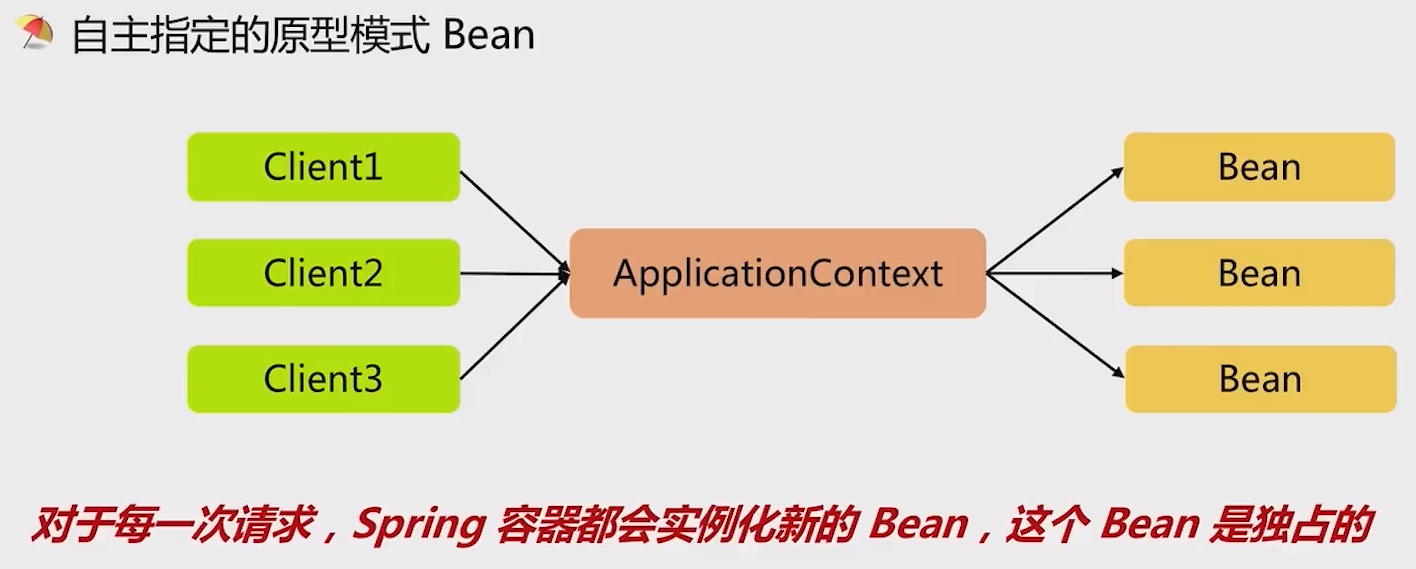 自主指定的原型模式 Bean
Client1
Bean
Client2
ApplicationContext
Bean
Client3
Bean
对于每一次请求，Spring 容器都会实例化新的 Bean，这个 Bean 是独占的